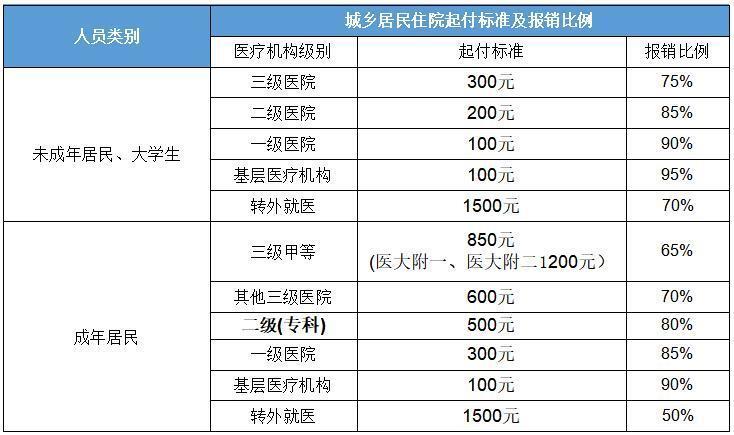 人员类别 城乡居民住院起付标准及报销比例
医疗机构级别 起付标准 报销比例
未成年居民、大学生
三级医院 300元 75%
二级医院 200元 85%
一级医院 100元 90%
基层医疗机构 100元 95%
转外就医 1500元 70%
成年居民
三级甲等 850元 65%
(医大附一、医大附二1200元）
其他三级医院 600元 70%
二级(专科) 500元 80%
一级医院 300元 85%
基层医疗机构 100元 90%
转外就医 1500元 50%